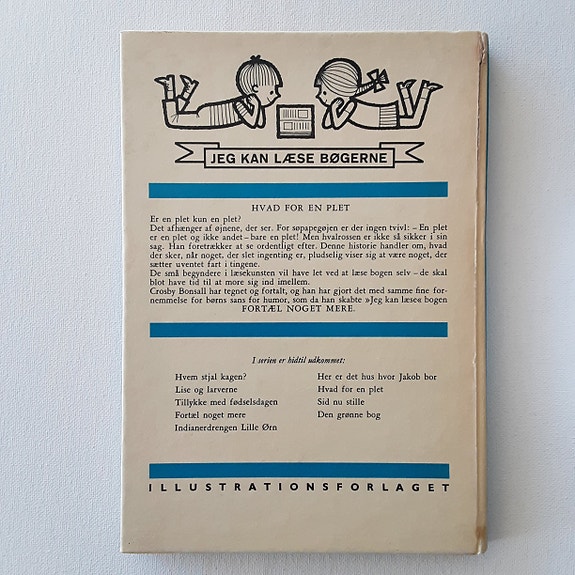 JEG KAN LÆSE BØGERNE
HVAD FOR EN PLET
Er en plet kun en plet?
Det afhænger af øjnene, der ser. For søpapegøjen er der ingen tvivl: – En plet
er en plet og ikke andet – bare en plet! Men hvalrossen er ikke så sikker i sin
sag. Han foretrækker at se ordentligt efter. Denne historie handler om, hvad
der sker, når noget, der slet ingenting er, pludselig viser sig at være noget, der
sætter uventet fart i tingene.
De små begyndere i læsekunsten vil have let ved at læse bogen selv – de skal
blot have tid til at more sig ind imellem.
Crosby Bonsall har tegnet og fortalt, og han har gjort det med samme fine for-
nemmelse for børns sans for humor, som da han skabte »Jeg kan læse« bogen
FORTÆL NOGET MERE.
I serien er hidtil udkommet:
Hvem stjal kagen?
Lise og larverne
Tillykke med fødselsdagen
Fortæl noget mere
Indianerdrengen Lille Ørn
Her er det hus hvor Jakob bor
Hvad for en plet
Sid nu stille
Den grønne bog
ILLUSTRATIONSFORLAGET